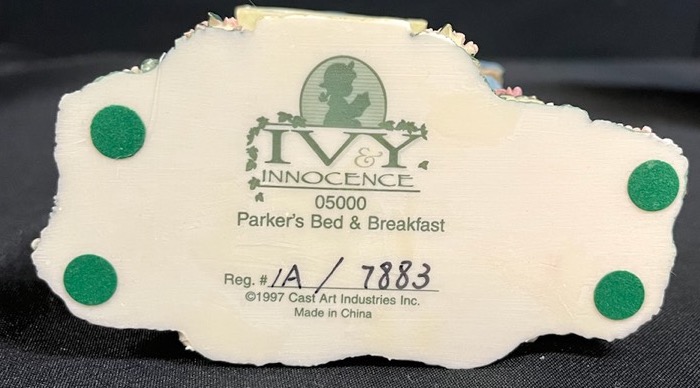 IVY
&
INNOCENCE
05000
Parker's Bed & Breakfast
Reg. # 1A / 7883
©1997 Cast Art Industries Inc.
Made in China